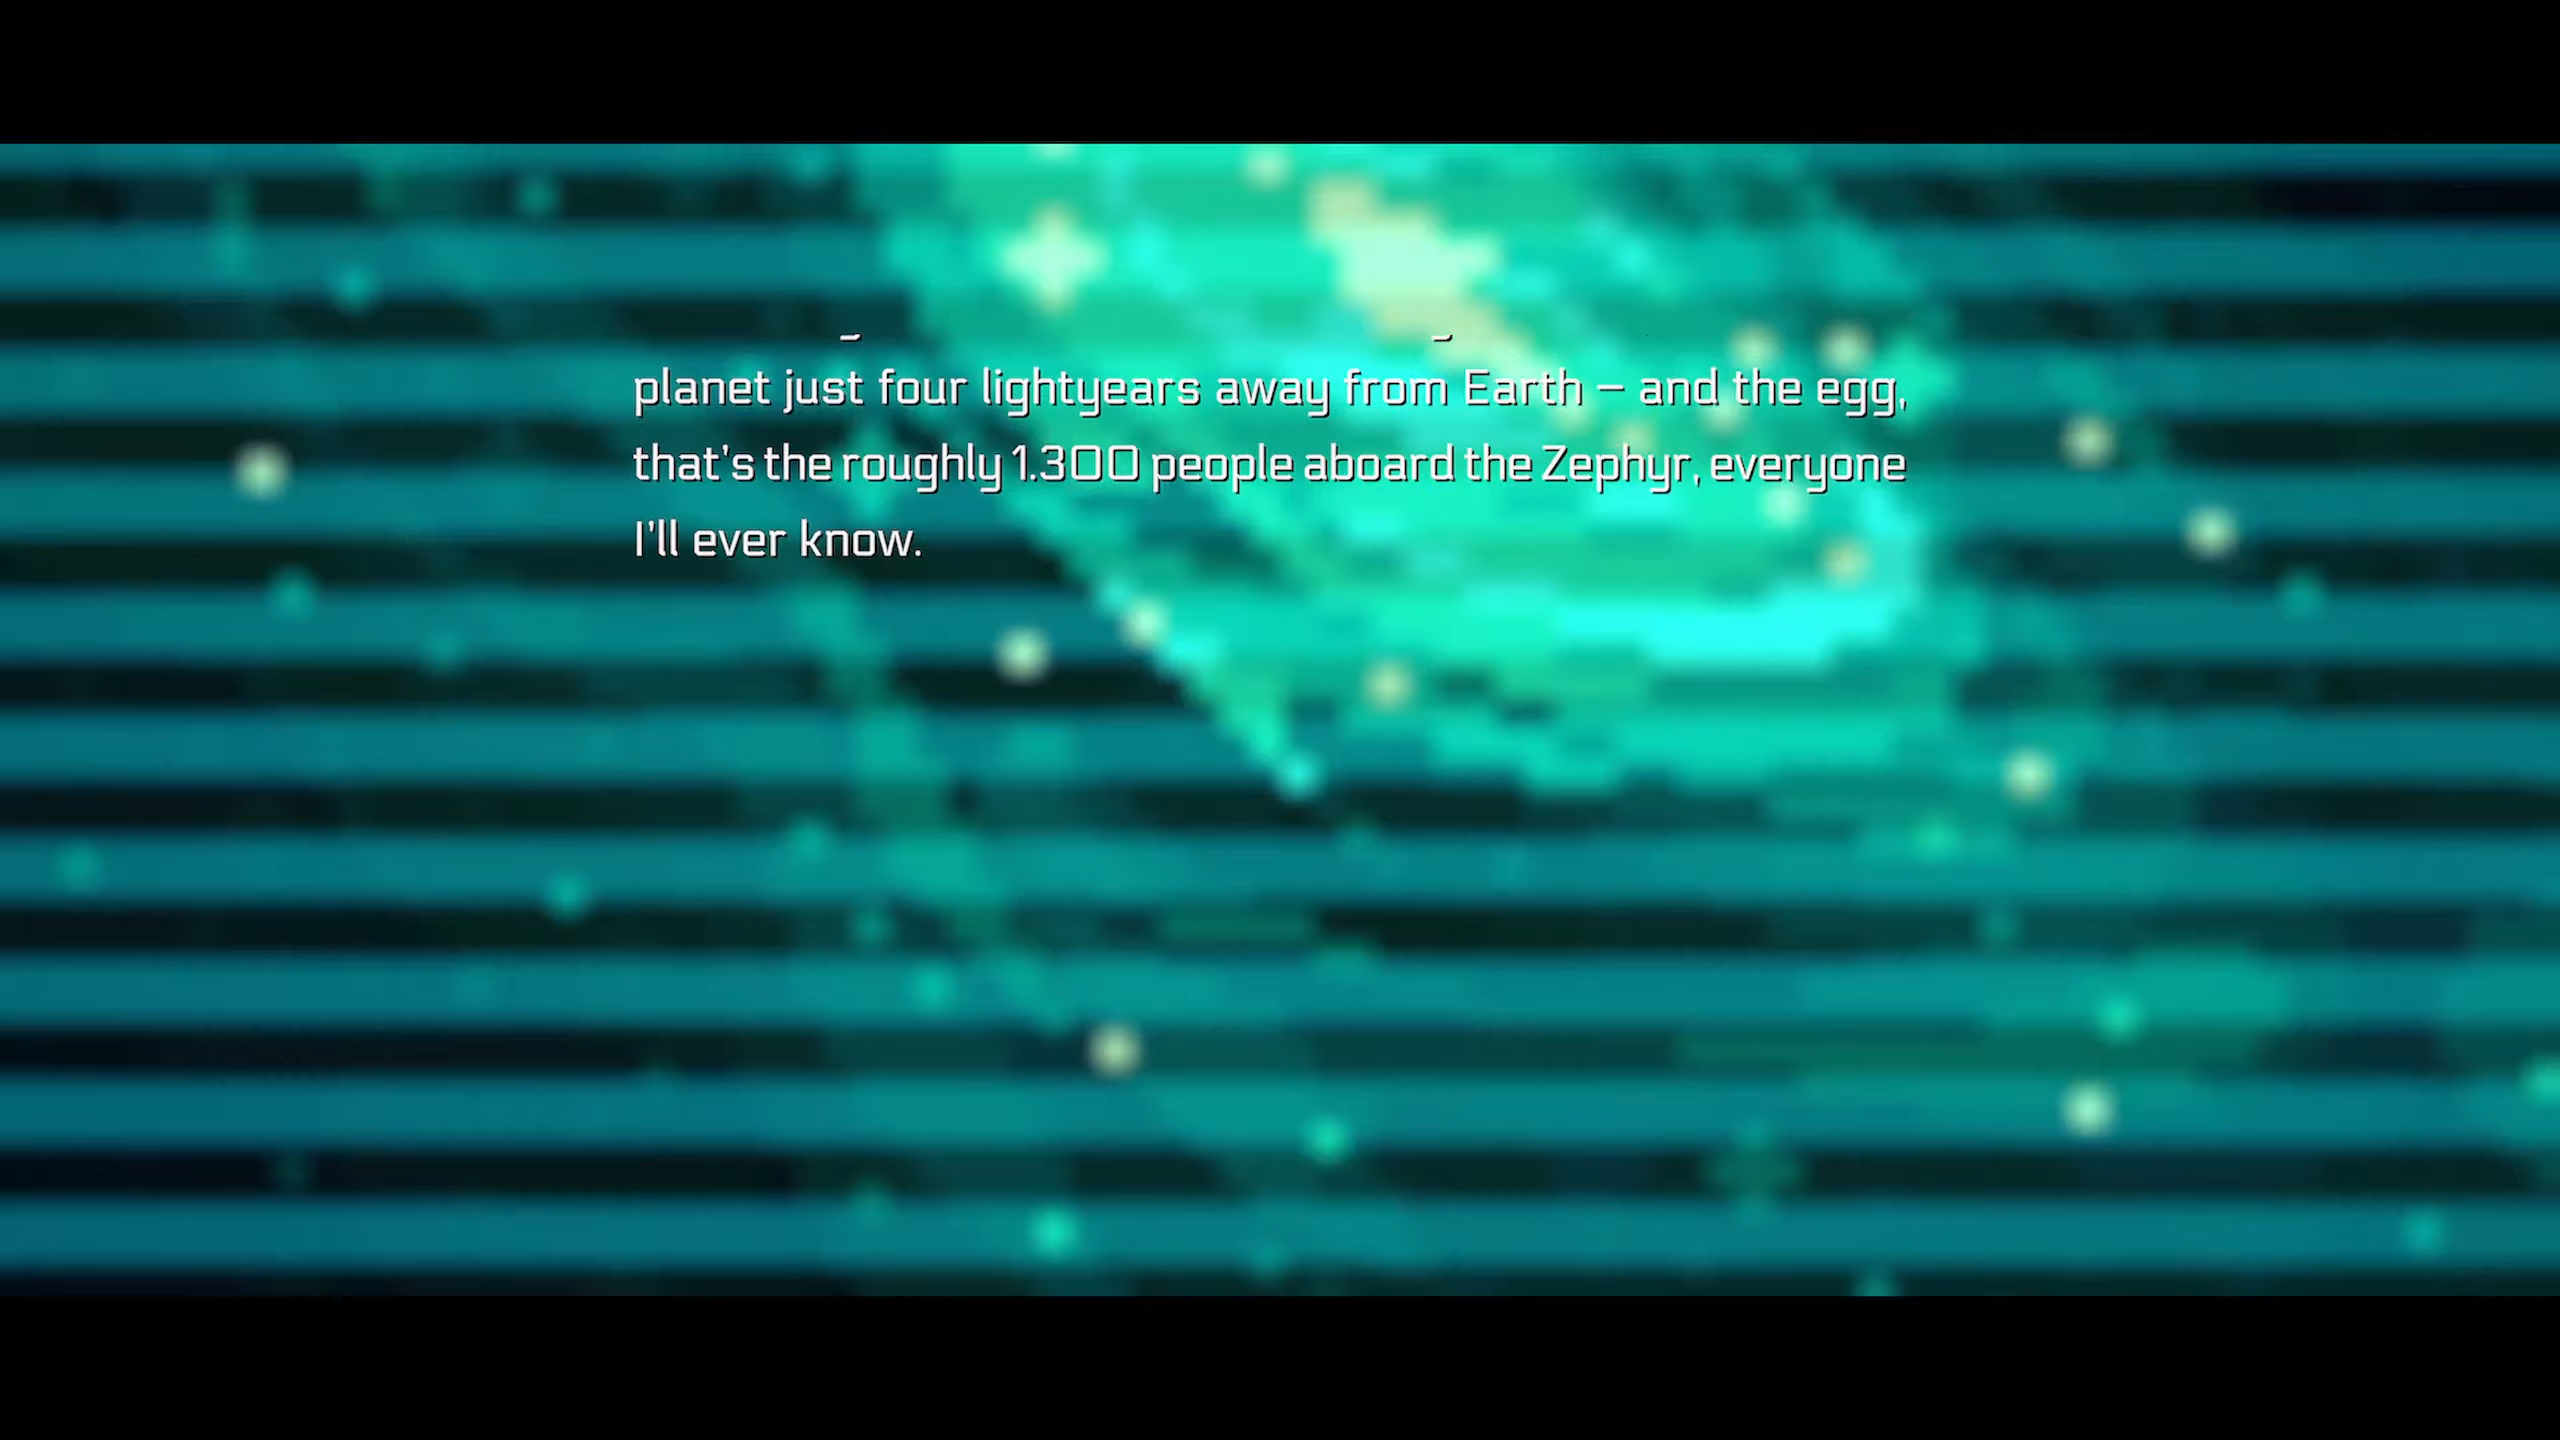 planet just four lightyears away from Earth – and the egg,
that's the roughly 1.300 people aboard the Zephyr, everyone
I'll ever know.